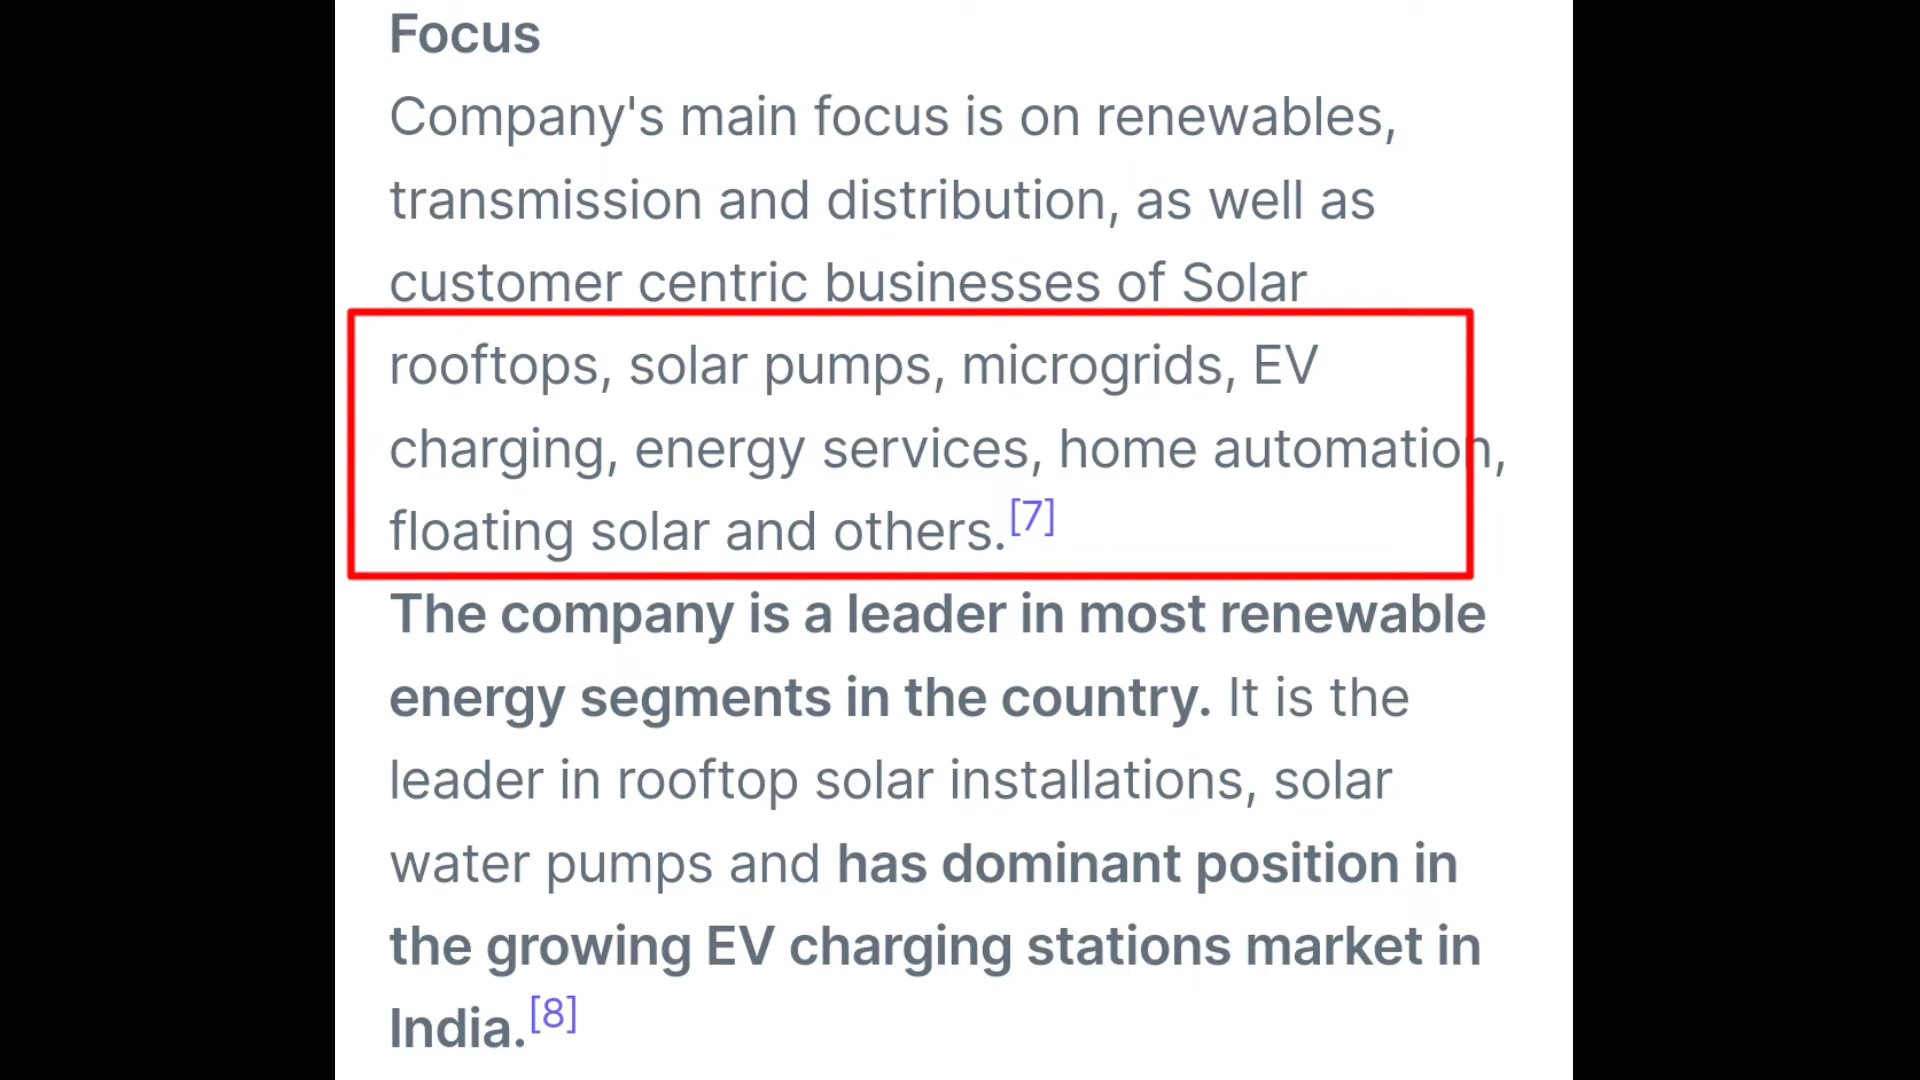 Focus
Company's main focus is on renewables,
transmission and distribution, as well as
customer centric businesses of Solar
rooftops, solar pumps, microgrids, EV
charging, energy services, home automation,
floating solar and others.[7]
The company is a leader in most renewable
energy segments in the country. It is the
leader in rooftop solar installations, solar
water pumps and has dominant position in
the growing EV charging stations market in
India.[8]